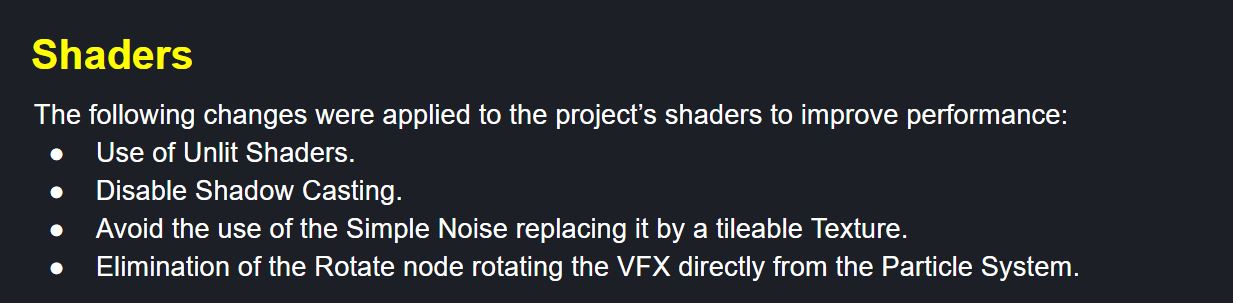 Shaders
The following changes were applied to the project’s shaders to improve performance:
● Use of Unlit Shaders.
● Disable Shadow Casting.
● Avoid the use of the Simple Noise replacing it by a tileable Texture.
● Elimination of the Rotate node rotating the VFX directly from the Particle System.